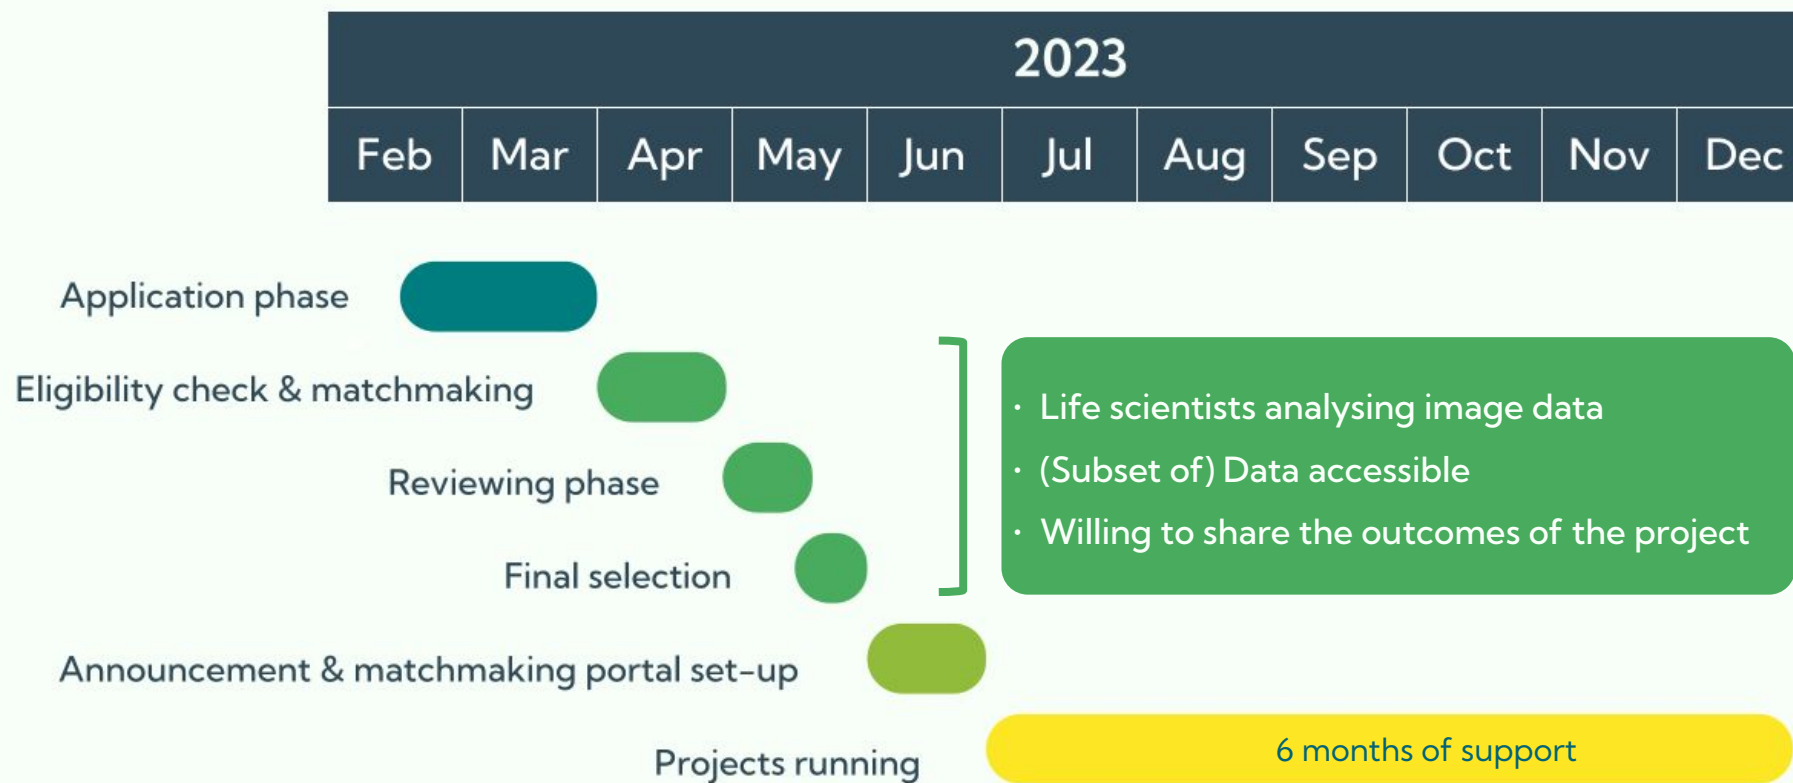 2023
Feb Mar Apr May Jun Jul Aug Sep Oct Nov Dec
Application phase
Eligibility check & matchmaking
Reviewing phase
Final selection
Announcement & matchmaking portal set-up
Projects running
· Life scientists analysing image data
· (Subset of) Data accessible
· Willing to share the outcomes of the project
6 months of support